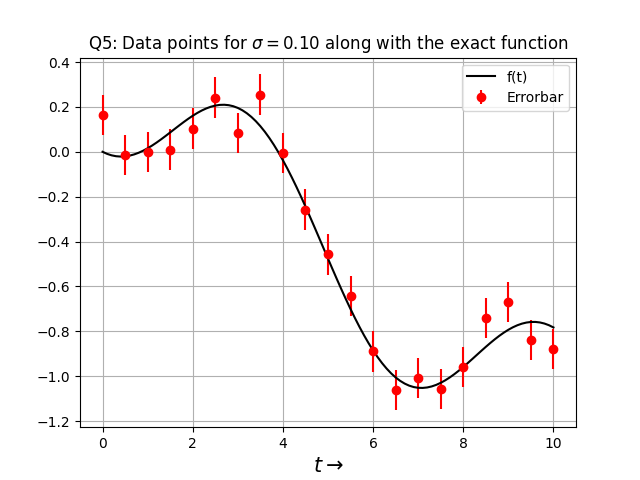 Q5: Data points for σ = 0.10 along with the exact function
f(t)
Errorbar
0.4
0.2
0.0
−0.2
−0.4
−0.6
−0.8
−1.0
−1.2
0 2 4 6 8 10
t→